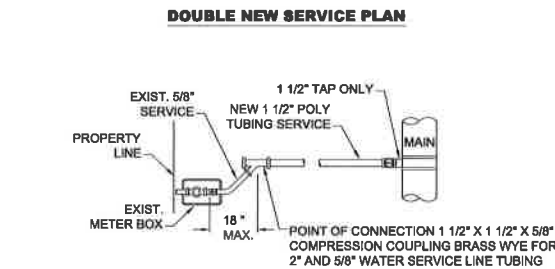 DOUBLE NEW SERVICE PLAN
1 1/2" TAP ONLY
EXIST. 5/8"
SERVICE
NEW 1 1/2" POLY
TUBING SERVICE
MAIN
PROPERTY
LINE
EXIST.
METER BOX
18 "
MAX.
POINT OF CONNECTION 1 1/2" X 1 1/2" X 5/8"
COMPRESSION COUPLING BRASS WYE FOR
2" AND 5/8" WATER SERVICE LINE TUBING